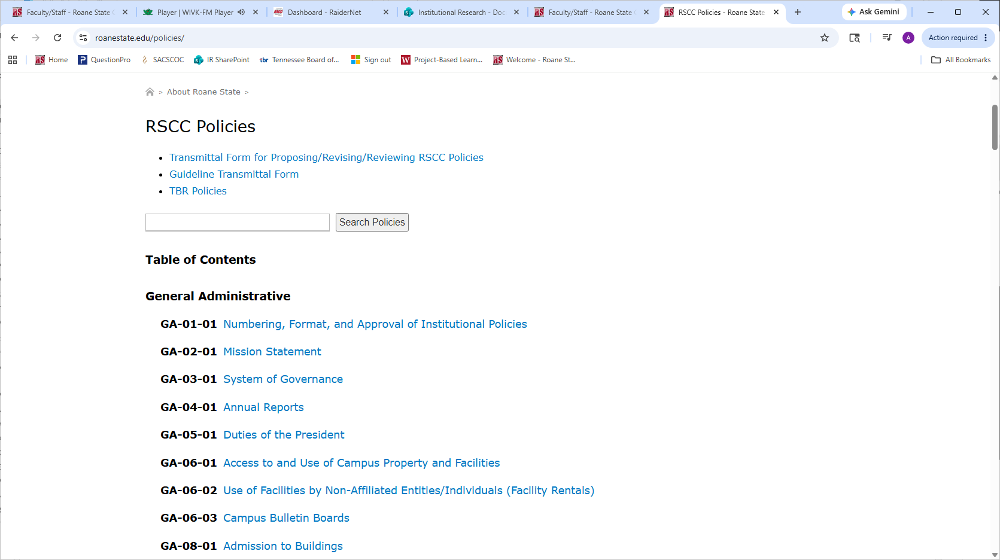 Faculty/Staff - Roane State
Player | WIVK-FM Player
Dashboard - RaiderNet
Institutional Research - Doc
Faculty/Staff - Roane State
RSCC Policies - Roane State
Ask Gemini
roanestate.edu/policies/
A
Action required
Home
QuestionPro
SACSCOC
IR SharePoint
tbr Tennessee Board of...
Sign out
W Project-Based Learn...
Welcome - Roane St...
All Bookmarks
> About Roane State >
RSCC Policies
• Transmittal Form for Proposing/Revising/Reviewing RSCC Policies
• Guideline Transmittal Form
• TBR Policies
Search Policies
Table of Contents
General Administrative
GA-01-01 Numbering, Format, and Approval of Institutional Policies
GA-02-01 Mission Statement
GA-03-01 System of Governance
GA-04-01 Annual Reports
GA-05-01 Duties of the President
GA-06-01 Access to and Use of Campus Property and Facilities
GA-06-02 Use of Facilities by Non-Affiliated Entities/Individuals (Facility Rentals)
GA-06-03 Campus Bulletin Boards
GA-08-01 Admission to Buildings